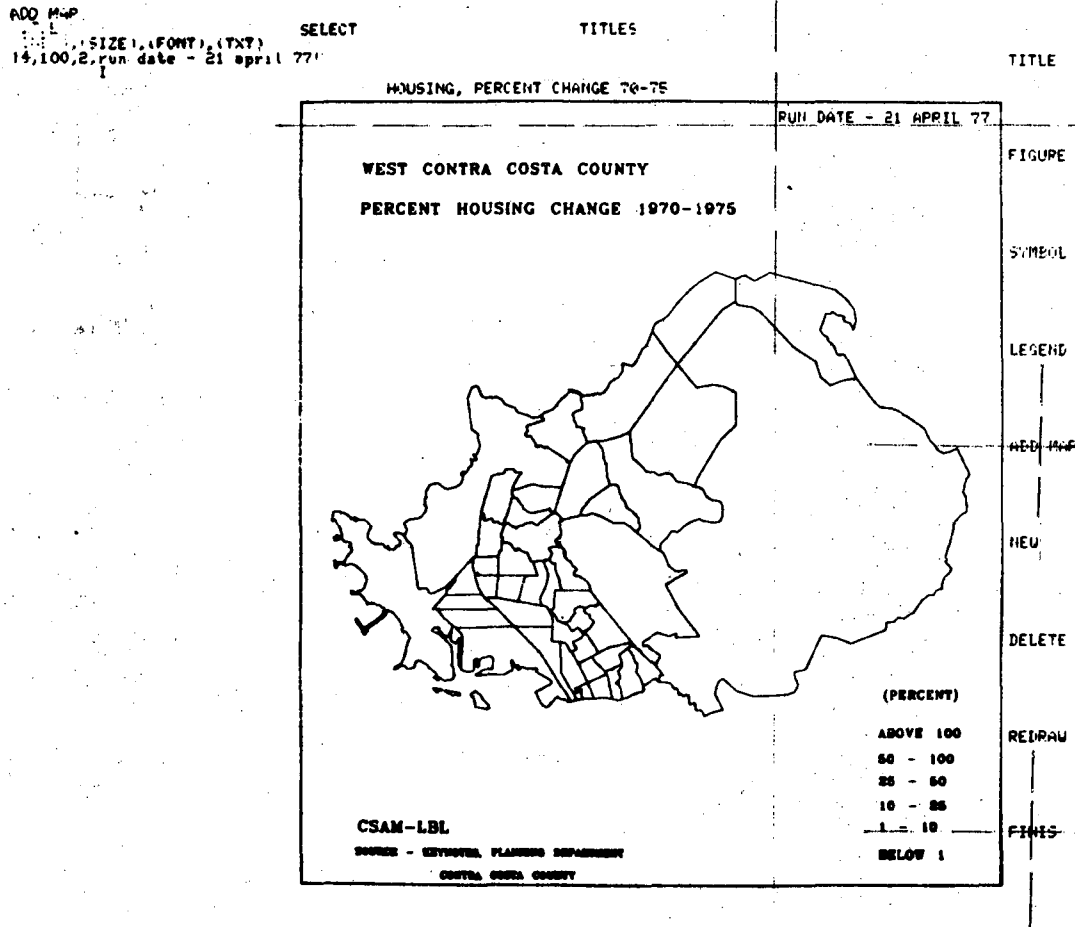 ADD MAP
,(SIZE),(FONT),(TXT)
14,100,2,run date - 21 april 77
SELECT
TITLES
TITLE
HOUSING, PERCENT CHANGE 70-75
RUN DATE - 21 APRIL 77
FIGURE
WEST CONTRA COSTA COUNTY
PERCENT HOUSING CHANGE 1970-1975
SYMBOL
LEGEND
ADD MAP
NEW
DELETE
(PERCENT)
ABOVE 100
REDRAW
50 - 100
25 - 50
10 - 25
1 - 10
FINIS
BELOW 1
CSAM-LBL
SOURCE - PLANNING DEPARTMENT
CONTRA COSTA COUNTY